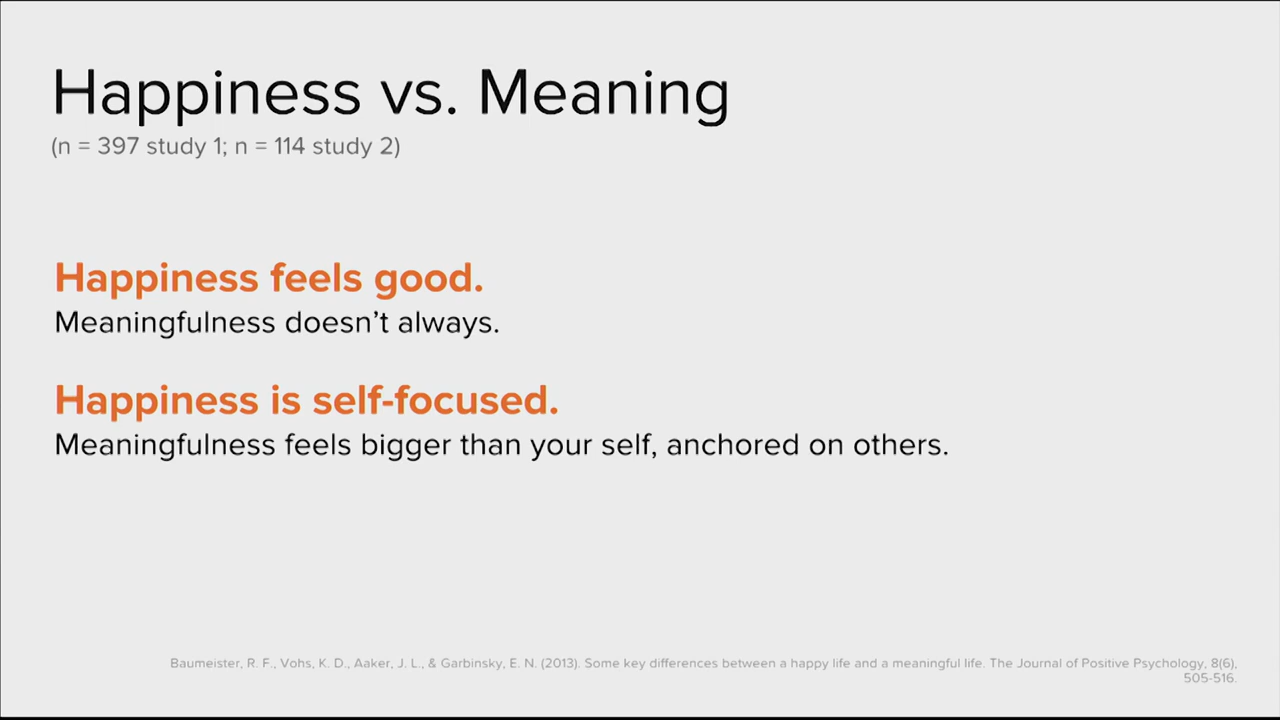 Happiness vs. Meaning
(n = 397 study 1; n = 114 study 2)
Happiness feels good.
Meaningfulness doesn’t always.
Happiness is self-focused.
Meaningfulness feels bigger than your self, anchored on others.
Baumeister, R. F., Vohs, K. D., Aaker, J. L., & Garbinsky, E. N. (2013). Some key differences between a happy life and a meaningful life. The Journal of Positive Psychology, 8(6),
505-516.